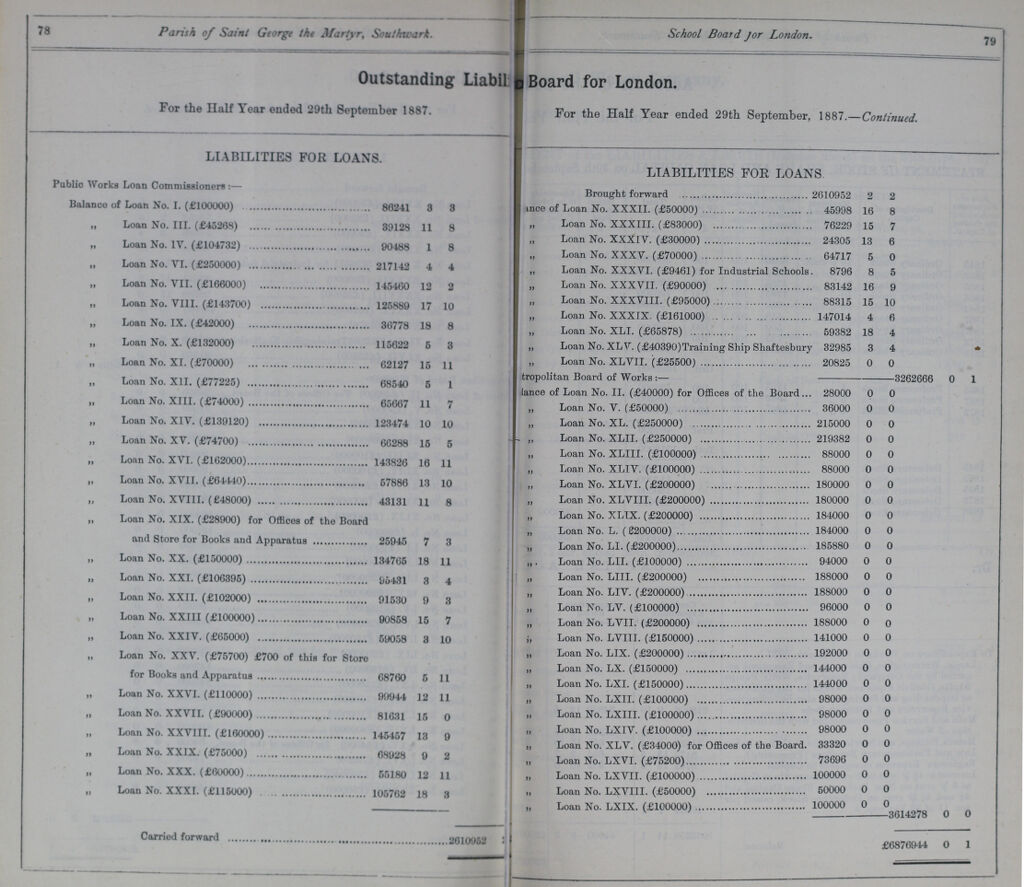 78
Parish of Saint George the Martyr, Southwark.
Outstanding Liabil
For the Half Year ended 29th September 1887.
LIABILITIES FOR LOANS.
Public Works Loan Commissioners:—
Balance of Loan No. I. (£100000) 86241 3 3
„ Loan No. III. (£45268) 39128 11 8
„ Loan No. IV. (£104732) 90488 1 8
„ Loan No. VI. (£250000) 217142 4 4
„ Loan No. VII. (£166000) 145460 12 2
„ Loan No. VIII. (£143700) 125889 17 10
„ Loan No. IX. (£42000) 36778 18 8
„ Loan No. X. (£132000) 115622 5 3
„ Loan No. XI. (£70000) 62127 15 11
„ Loan No. XII. (£77225) 68540 5 1
„ Loan No. XIII. (£74000) 65667 11 7
„ Loan No. XIV. (£139120) 123474 10 10
„ Loan No. XV. (£74700) 66288 15 5
„ Loan No. XVI. (£162000) 143826 16 11
„ Loan No. XVII. (£64440) 57886 13 10
„ Loan No. XVIII. (£48000) 43131 11 8
„ Loan No. XIX. (£28900) for Offices of the Board
and Store for Books and Apparatus 25945 7 3
„ Loan No. XX. (£150000) 134765 18 11
„ Loan No. XXI. (£106395) 95431 3 4
„ Loan No. XXII. (£102000) 91530 9 3
„ Loan No. XXIII (£100000) 90858 15 7
„ Loan No. XXIV. (£65000) 59058 3 10
„ Loan No. XXV. (£75700) £700 of this for Store
for Books and Apparatus 68760 5 11
„ Loan No. XXVI. (£110000) 99944 12 11
„ Loan No. XXVII. (£90000) 81631 15 0
„ Loan No. XXVIII. (£160000) 145457 13 9
„ Loan No. XXIX. (£75000) 68928 9 2
„ Loan No. XXX. (£60000) 55180 12 11
„ Loan No. XXXI. (£115000) 105762 18 3
Carried forward 2610952
School Board for London.
79
Board for London.
For the Half Year ended 29th September, 1887.—Continued.
LIABILITIES FOR LOANS
Brought forward 2610952 2 2
ance of Loan No. XXXII. (£50000) 45998 16 8
„ Loan No. XXXIII. (£83000) 76229 15 7
„ Loan No. XXXIV. (£30000) 24305 13 6
„ Loan No. XXXV. (£70000) 64717 5 0
„ Loan No. XXXVI. (£9461) for Industrial Schools. 8796 8 5
„ Loan No. XXXVII. (£90000) 83142 16 9
„ Loan No. XXXVIII. (£95000) 88315 15 10
„ Loan No. XXXIX. (£161000) 147014 4 6
„ Loan No. XLI. (£65878) 59382 18 4
„ Loan No. XLV. (£40390) Training Ship Shaftesbury 32985 3 4
„ Loan No. XLVII. (£25500) 20825 0 0
tropolitan Board of Works:— 3262666 0 1
lance of Loan No. II. (£40000) for Offices of the Board... 28000 0 0
„ Loan No. V. (£50000) 36000 0 0
„ Loan No. XL. (£250000) 215000 0 0
„ Loan No. XLII. (£250000) 219382 0 0
„ Loan No. XLIII. (£100000) 88000 0 0
„ Loan No. XLIV. (£100000) 88000 0 0
„ Loan No. XLVI. (£200000) 180000 0 0
„ Loan No. XLVIII. (£200000) 180000 0 0
„ Loan No. XLIX. (£200000) 184000 0 0
„ Loan No. L. (£200000) 184000 0 0
„ Loan No. LI. (£200000) 185880 0 0
„ Loan No. LII. (£100000) 94000 0 0
„ Loan No. LIII. (£200000) 188000 0 0
„ Loan No. LIV. (£200000) 188000 0 0
„ Loan No. LV. (£100000) 96000 0 0
„ Loan No. LVII. (£200000) 188000 0 0
„ Loan No. LVIII. (£150000) 141000 0 0
„ Loan No. LIX. (£200000) 192000 0 0
„ Loan No. LX. (£150000) 144000 0 0
„ Loan No. LXI. (£150000) 144000 0 0
„ Loan No. LXII. (£100000) 98000 0 0
„ Loan No. LXIII. (£100000) 98000 0 0
„ Loan No. LXIV. (£100000) 98000 0 0
„ Loan No. XLV. (£34000) for Offices of the Board. 33320 0 0
„ Loan No. LXVI. (£75200) 73696 0 0
„ Loan No. LXVII. (£100000) 100000 0 0
„ Loan No. LXVIII. (£50000) 50000 0 0
„ Loan No. LXIX. (£100000) 100000 0 0
3614278 0 0
£6876944 0 1